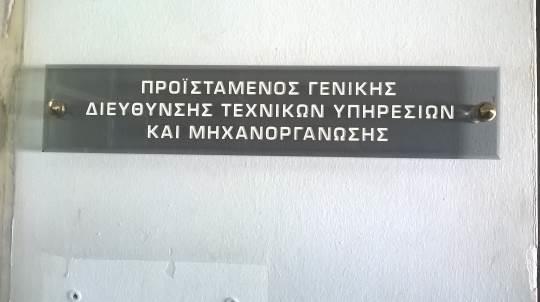 ΠΡΟΪΣΤΑΜΕΝΟΣ ΓΕΝΙΚΗΣ
ΔΙΕΥΘΥΝΣΗΣ ΤΕΧΝΙΚΩΝ ΥΠΗΡΕΣΙΩΝ
ΚΑΙ ΜΗΧΑΝΟΡΓΑΝΩΣΗΣ